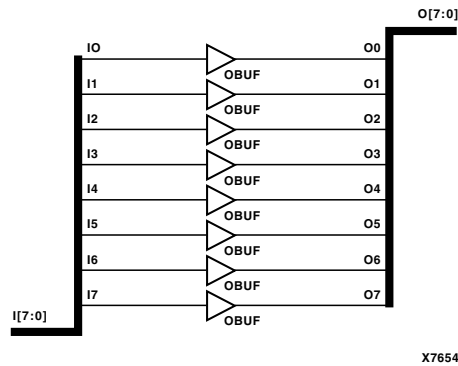 O[7:0]
IO O0
OBUF
I1 O1
OBUF
I2 O2
OBUF
I3 O3
OBUF
I4 O4
OBUF
I5 O5
OBUF
I6 O6
OBUF
I7 O7
I[7:0]
OBUF
X7654